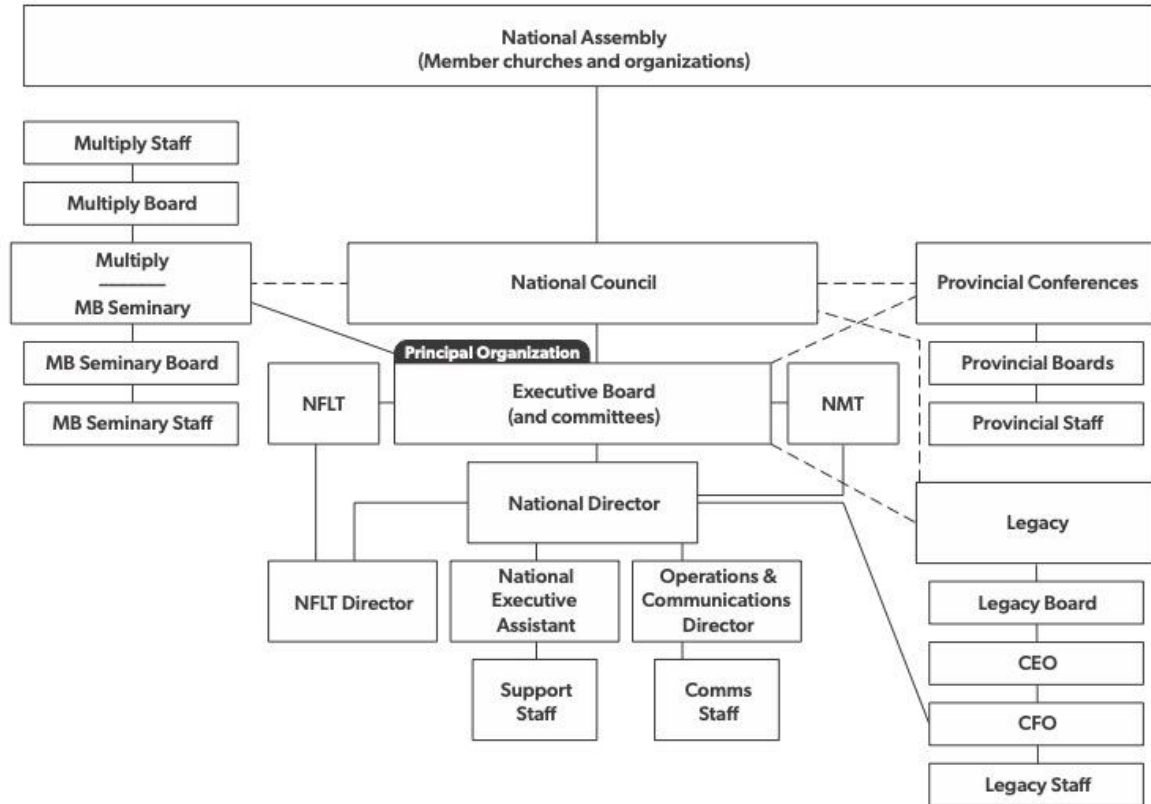 National Assembly
(Member churches and organizations)
Multiply Staff
Multiply Board
Multiply
MB Seminary
National Council
Provincial Conferences
MB Seminary Board
Principal Organization
Provincial Boards
NFLT
Executive Board
(and committees)
NMT
MB Seminary Staff
Provincial Staff
National Director
Legacy
NFLT Director
National
Executive
Assistant
Operations &
Communications
Director
Legacy Board
CEO
Support
Staff
Comms
Staff
CFO
Legacy Staff